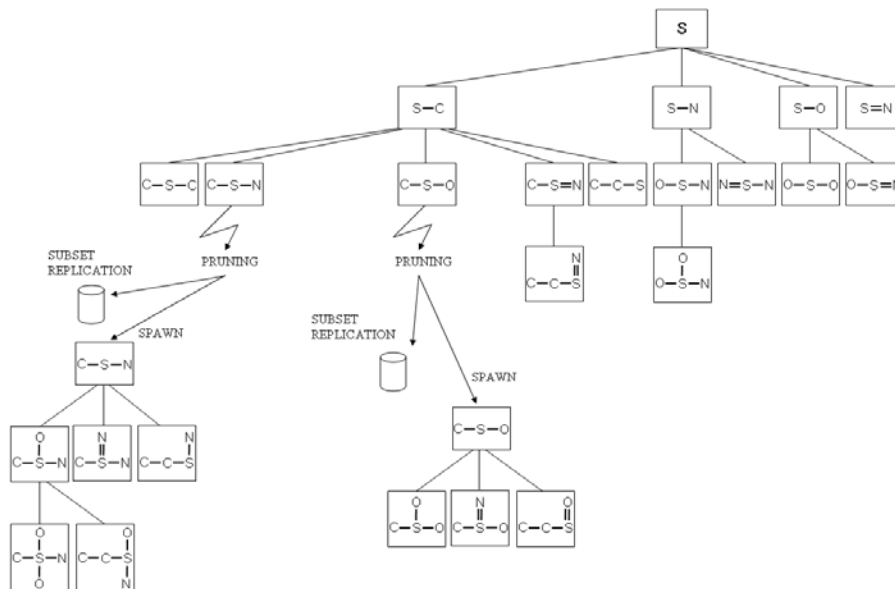 S
S-C
S-N
S-O
S=N
C-S-C
C-S-N
C-S-O
C-S=N
C-C-S
O-S-N
N=S-N
O-S-O
O-S=N
PRUNING
PRUNING
N
C-C-S
O
O-S-N
SUBSET
REPLICATION
SPAWN
C-S-N
SUBSET
REPLICATION
SPAWN
C-S-O
O
C-S-N
N
C-S-N
N
C-C-S
O
C-S-O
N
C-S-O
O
C-C-S
O
C-S-N
O
O
C-C-S
N